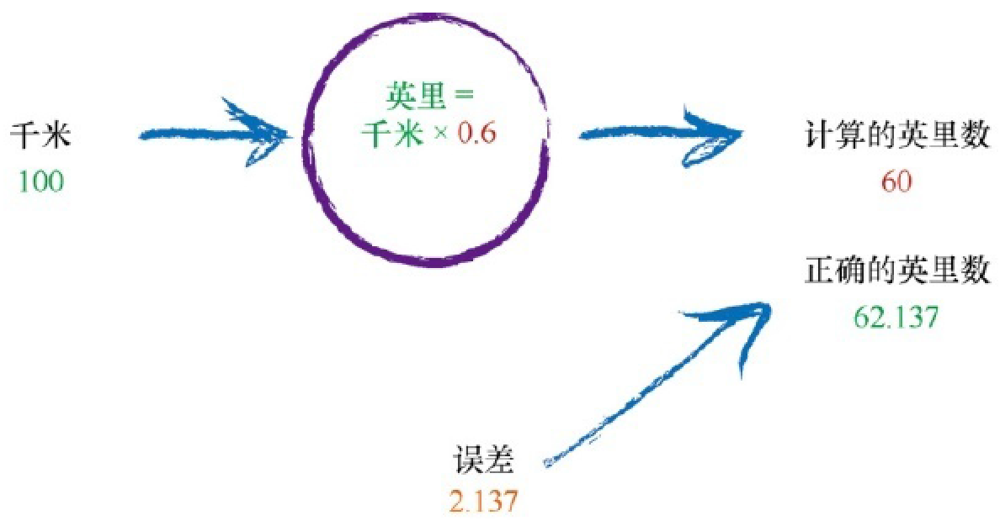 千米
100
英里 =
千米 × 0.6
计算的英里数
60
正确的英里数
62.137
误差
2.137